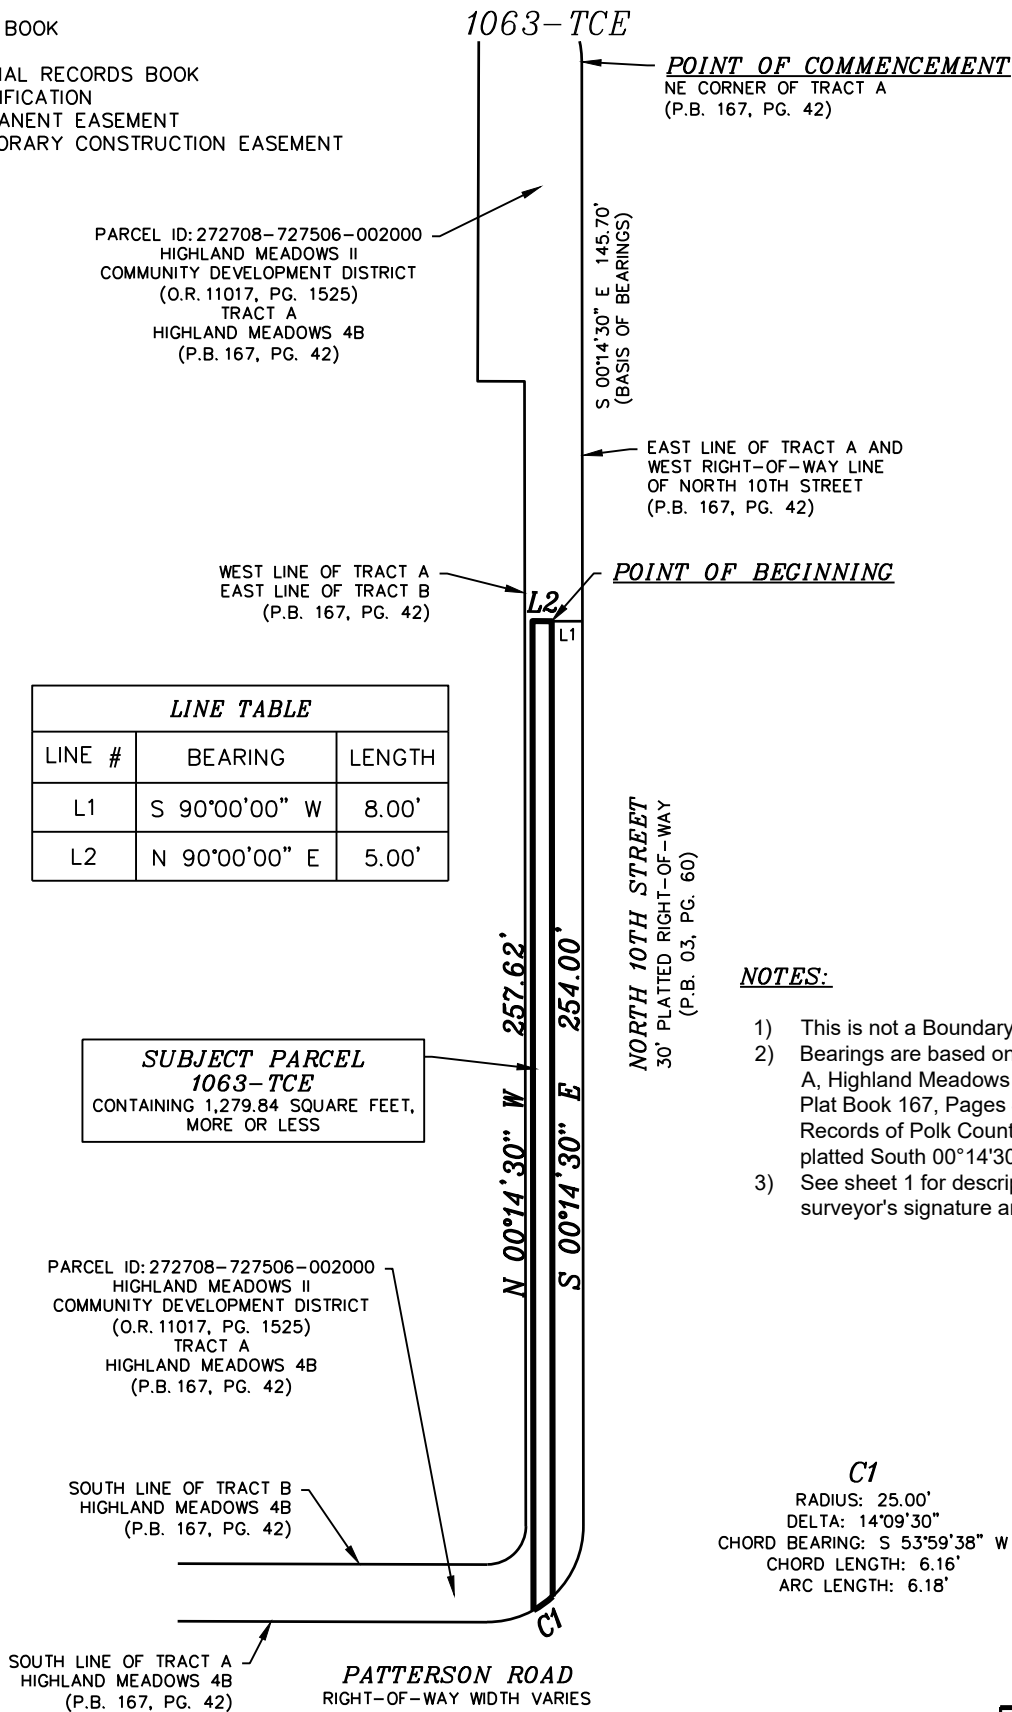 BOOK
1063-TCE
IAL RECORDS BOOK
IFICATION
ANENT EASEMENT
ORARY CONSTRUCTION EASEMENT
POINT OF COMMENCEMENT
NE CORNER OF TRACT A
(P.B. 167, PG. 42)
PARCEL ID: 272708-727506-002000
HIGHLAND MEADOWS II
COMMUNITY DEVELOPMENT DISTRICT
(O.R. 11017, PG. 1525)
TRACT A
HIGHLAND MEADOWS 4B
(P.B. 167, PG. 42)
S 00°14'30" E 145.70'
(BASIS OF BEARINGS)
EAST LINE OF TRACT A AND
WEST RIGHT-OF-WAY LINE
OF NORTH 10TH STREET
(P.B. 167, PG. 42)
WEST LINE OF TRACT A
EAST LINE OF TRACT B
(P.B. 167, PG. 42)
POINT OF BEGINNING
L2
L1
LINE TABLE
LINE # BEARING LENGTH
L1 S 90°00'00" W 8.00'
L2 N 90°00'00" E 5.00'
N 00°14'30" W 257.62'
S 00°14'30" E 254.00'
NORTH 10TH STREET
30' PLATTED RIGHT-OF-WAY
(P.B. 03, PG. 60)
NOTES:
1) This is not a Boundary
2) Bearings are based on
A, Highland Meadows
Plat Book 167, Pages
Records of Polk Count
platted South 00°14'30
3) See sheet 1 for descrip
surveyor's signature an
SUBJECT PARCEL
1063-TCE
CONTAINING 1,279.84 SQUARE FEET,
MORE OR LESS
PARCEL ID: 272708-727506-002000
HIGHLAND MEADOWS II
COMMUNITY DEVELOPMENT DISTRICT
(O.R. 11017, PG. 1525)
TRACT A
HIGHLAND MEADOWS 4B
(P.B. 167, PG. 42)
SOUTH LINE OF TRACT B
HIGHLAND MEADOWS 4B
(P.B. 167, PG. 42)
C1
RADIUS: 25.00'
DELTA: 14°09'30"
CHORD BEARING: S 53°59'38" W
CHORD LENGTH: 6.16'
ARC LENGTH: 6.18'
C1
SOUTH LINE OF TRACT A
HIGHLAND MEADOWS 4B
(P.B. 167, PG. 42)
PATTERSON ROAD
RIGHT-OF-WAY WIDTH VARIES